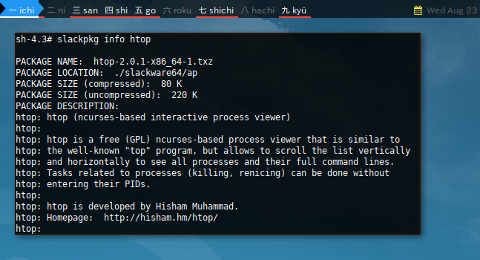 一 ichi 二 ni 三 san 四 shi 五 go 六 roku 七 shichi 八 hachi 九 kyū Wed Aug 23
sh-4.3# slackpkg info htop
PACKAGE NAME:  htop-2.0.1-x86_64-1.txz
PACKAGE LOCATION:  ./slackware64/ap
PACKAGE SIZE (compressed):  80 K
PACKAGE SIZE (uncompressed):  220 K
PACKAGE DESCRIPTION:
htop: htop (ncurses-based interactive process viewer)
htop:
htop: htop is a free (GPL) ncurses-based process viewer that is similar to
htop: the well-known "top" program, but allows to scroll the list vertically
htop: and horizontally to see all processes and their full command lines.
htop: Tasks related to processes (killing, renicing) can be done without
htop: entering their PIDs.
htop:
htop: htop is developed by Hisham Muhammad.
htop: Homepage:  http://hisham.hm/htop/
htop: